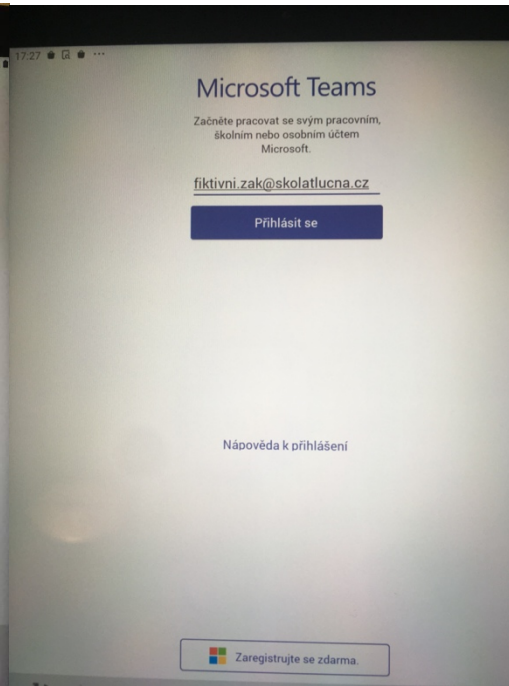 17:27
Microsoft Teams
Začněte pracovat se svým pracovním,
školním nebo osobním účtem
Microsoft.
fiktivni.zak@skolatlucna.cz
Přihlásit se
Nápověda k přihlášení
Zaregistrujte se zdarma.